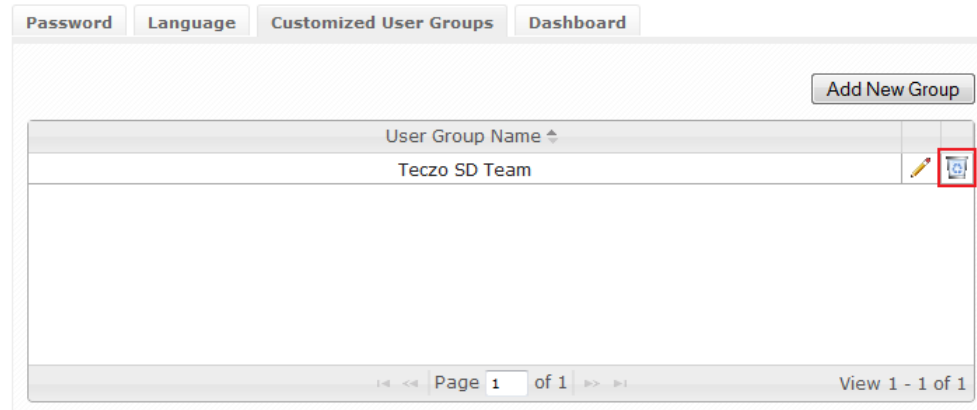 Password Language Customized User Groups Dashboard
Add New Group
User Group Name
Teczo SD Team
Page 1 of 1 View 1 - 1 of 1